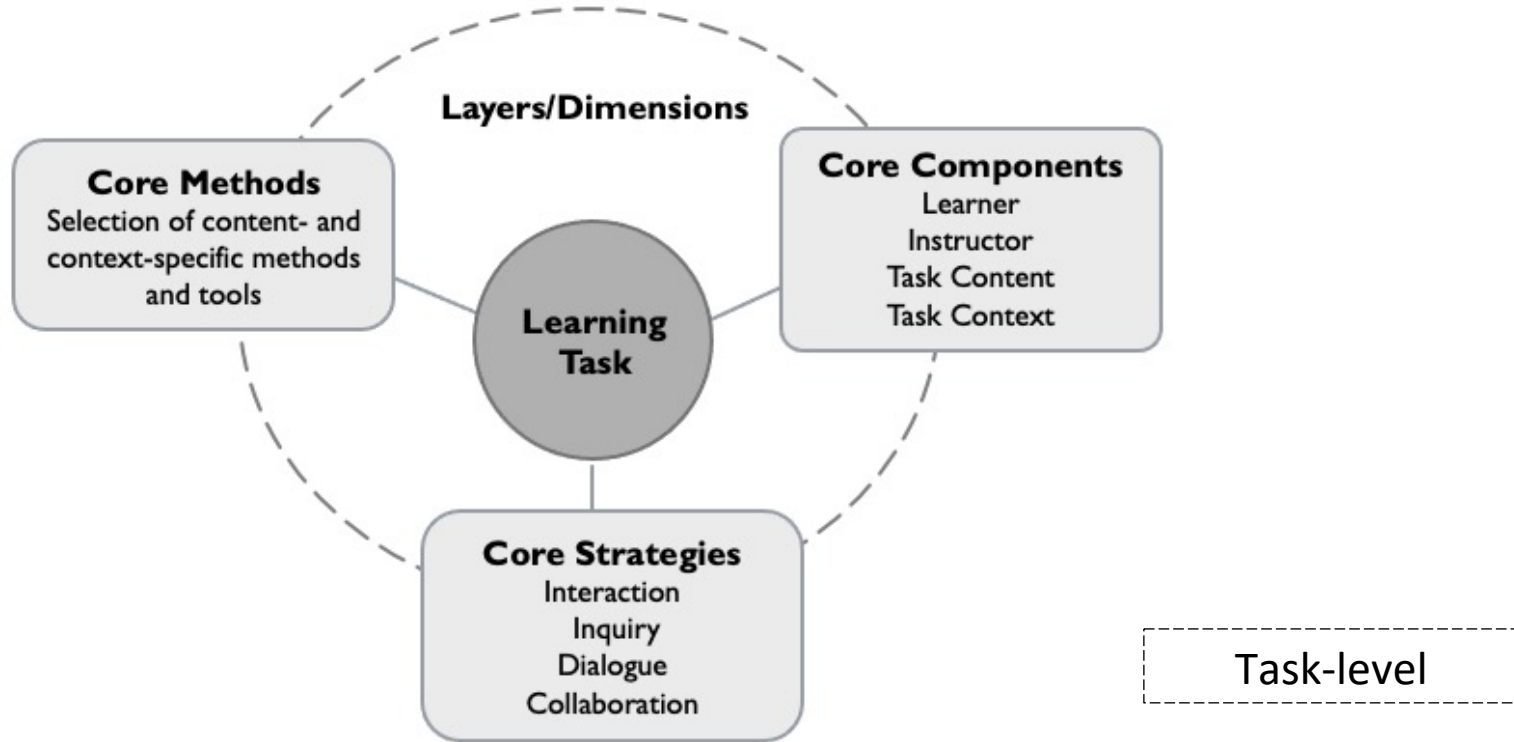 Layers/Dimensions
Core Methods
Selection of content- and
context-specific methods
and tools
Core Components
Learner
Instructor
Task Content
Task Context
Learning
Task
Core Strategies
Interaction
Inquiry
Dialogue
Collaboration
Task-level